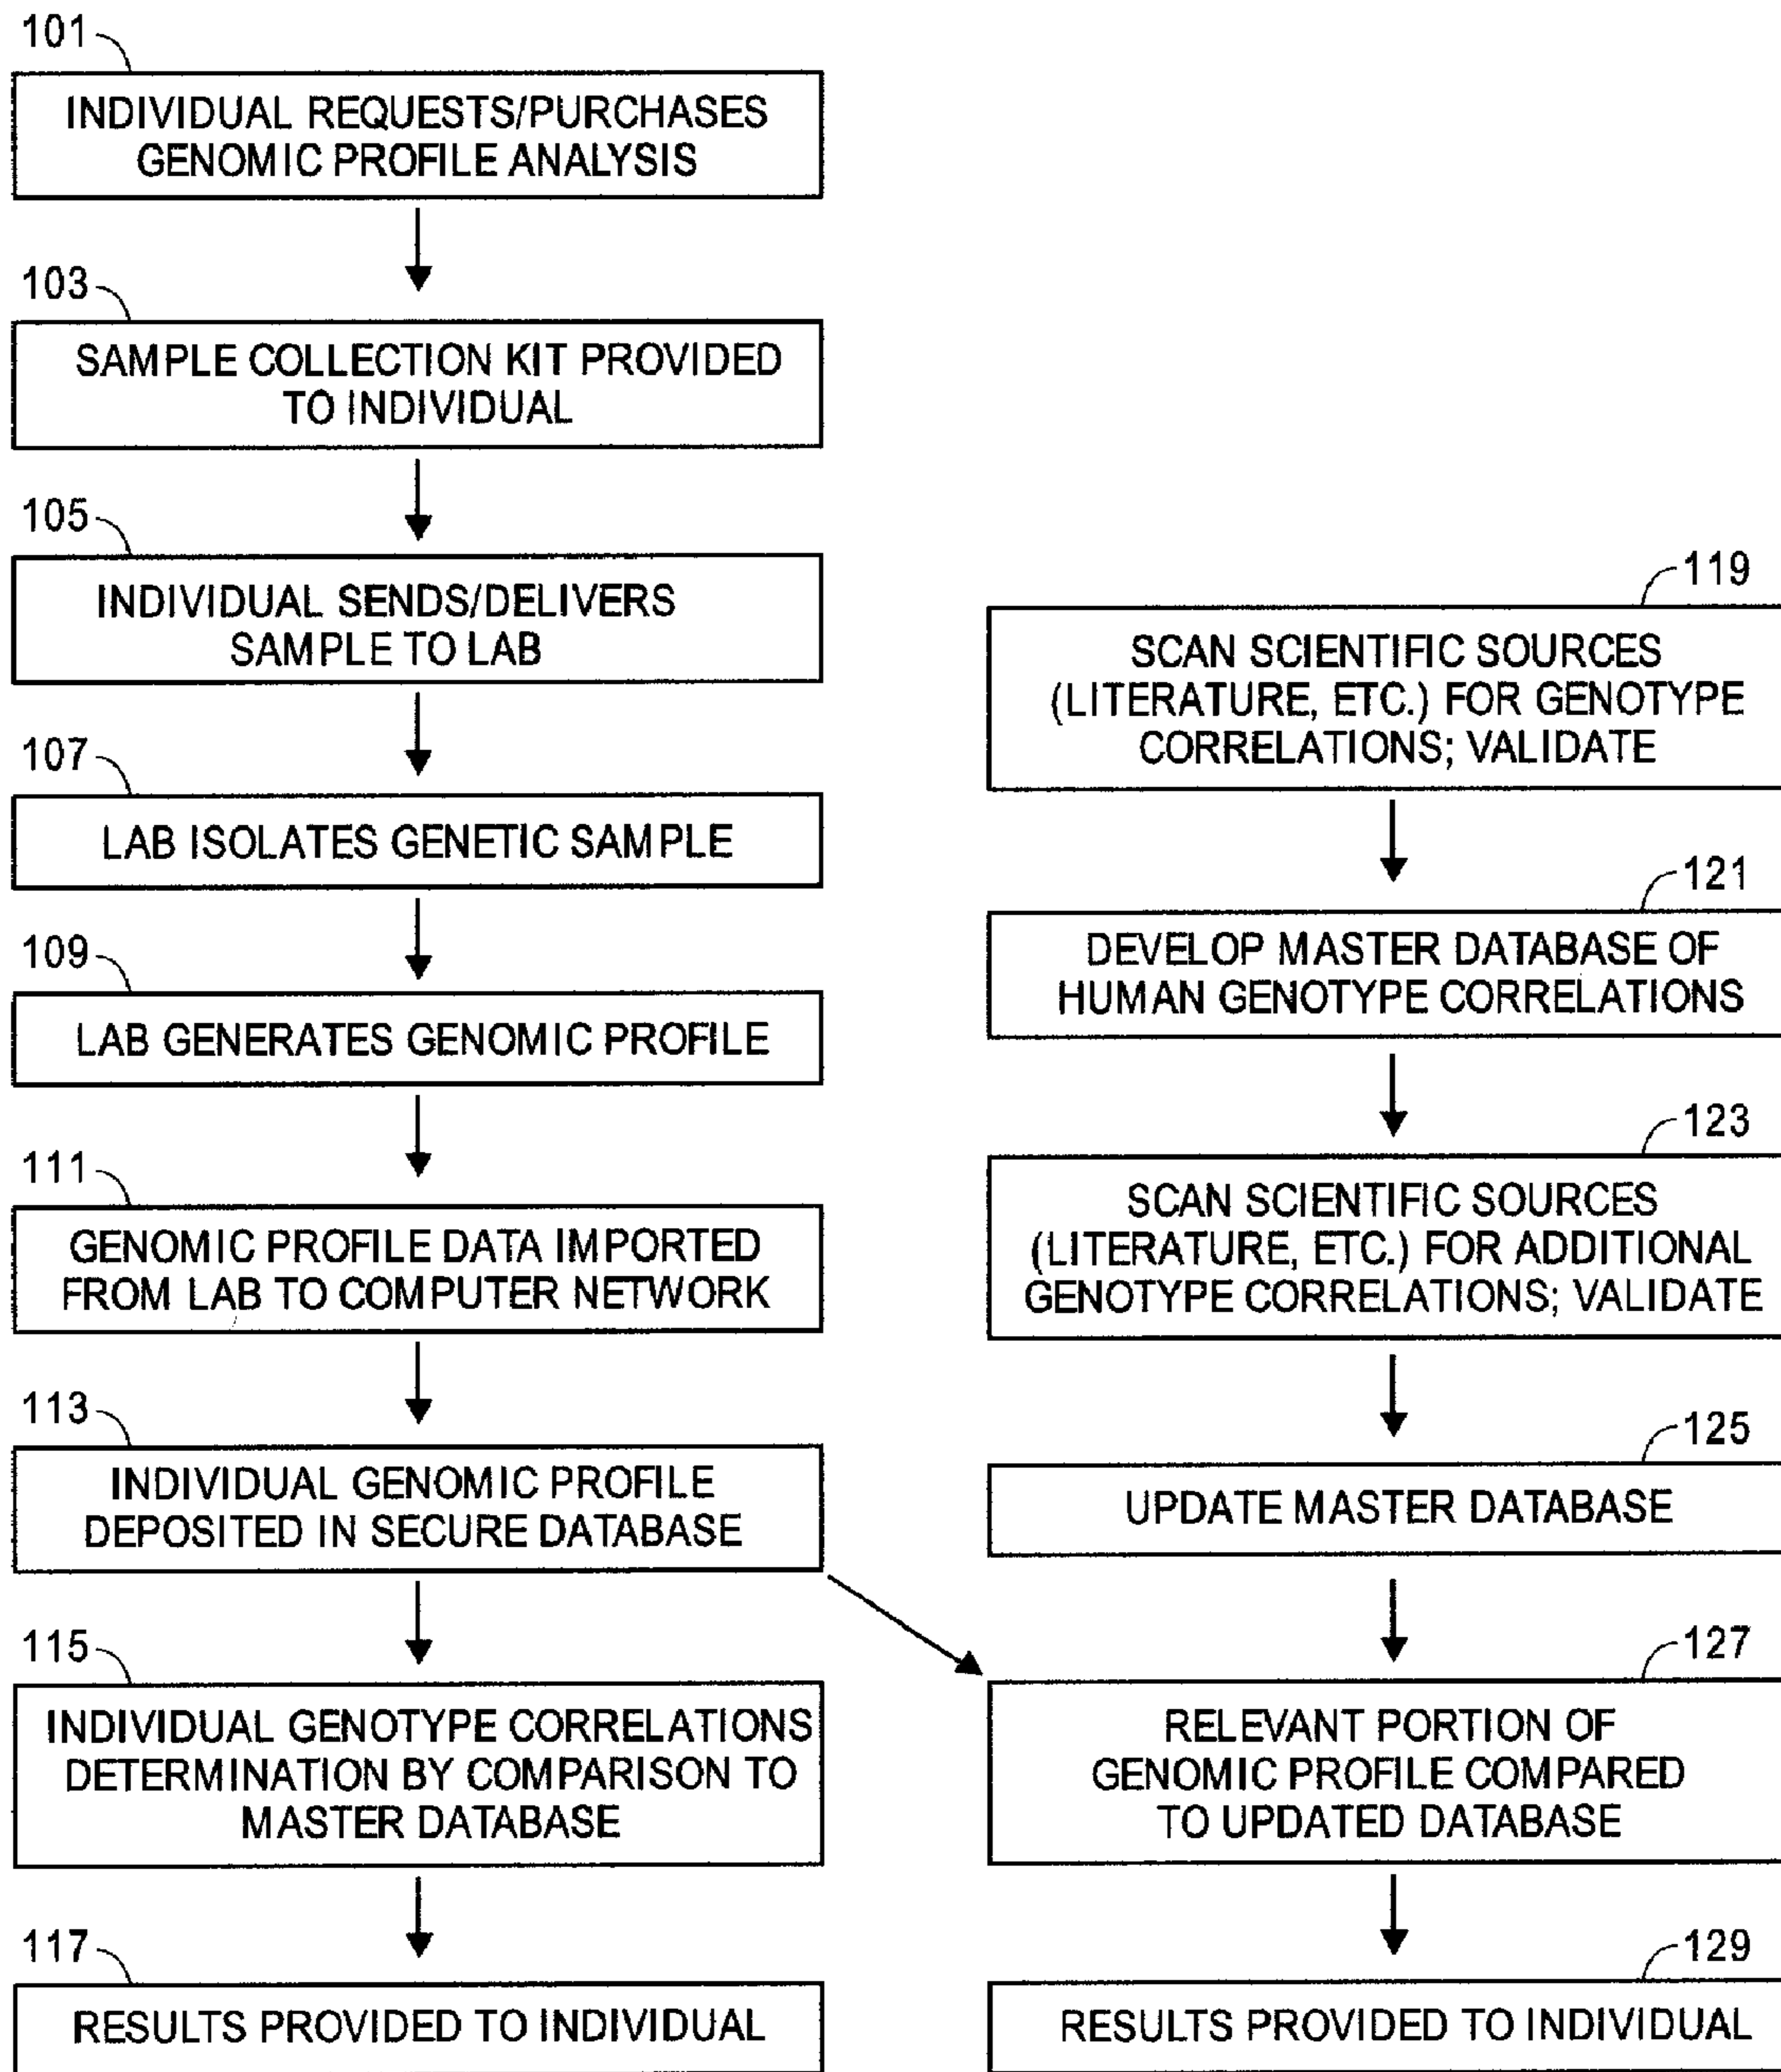 101
INDIVIDUAL REQUESTS/PURCHASES
GENOMIC PROFILE ANALYSIS
103
SAMPLE COLLECTION KIT PROVIDED
TO INDIVIDUAL
105
INDIVIDUAL SENDS/DELIVERS
SAMPLE TO LAB
107
LAB ISOLATES GENETIC SAMPLE
109
LAB GENERATES GENOMIC PROFILE
111
GENOMIC PROFILE DATA IMPORTED
FROM LAB TO COMPUTER NETWORK
113
INDIVIDUAL GENOMIC PROFILE
DEPOSITED IN SECURE DATABASE
115
INDIVIDUAL GENOTYPE CORRELATIONS
DETERMINATION BY COMPARISON TO
MASTER DATABASE
117
RESULTS PROVIDED TO INDIVIDUAL
119
SCAN SCIENTIFIC SOURCES
(LITERATURE, ETC.) FOR GENOTYPE
CORRELATIONS; VALIDATE
121
DEVELOP MASTER DATABASE OF
HUMAN GENOTYPE CORRELATIONS
123
SCAN SCIENTIFIC SOURCES
(LITERATURE, ETC.) FOR ADDITIONAL
GENOTYPE CORRELATIONS; VALIDATE
125
UPDATE MASTER DATABASE
127
RELEVANT PORTION OF
GENOMIC PROFILE COMPARED
TO UPDATED DATABASE
129
RESULTS PROVIDED TO INDIVIDUAL